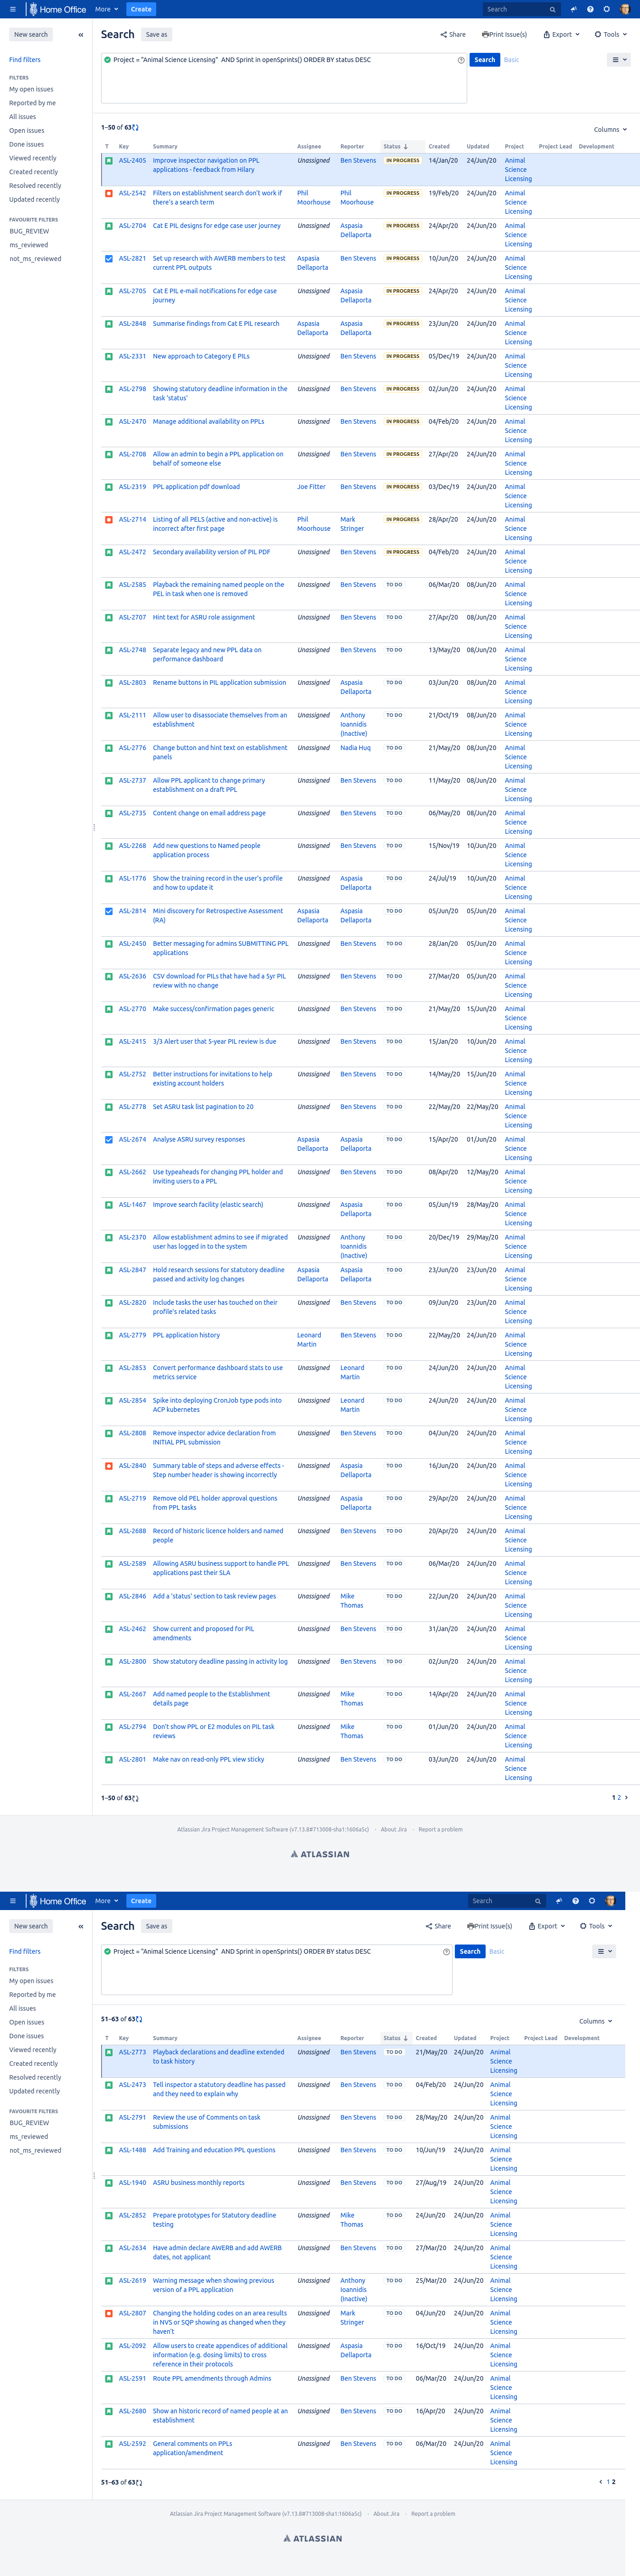 Home Office More Create Search
New search
Find filters
FILTERS
My open issues
Reported by me
All issues
Open issues
Done issues
Viewed recently
Created recently
Resolved recently
Updated recently
FAVOURITE FILTERS
BUG_REVIEW
ms_reviewed
not_ms_reviewed
Search Save as Share Print Issue(s) Export Tools
Project = "Animal Science Licensing" AND Sprint in openSprints() ORDER BY status DESC Search Basic
1–50 of 63 Columns
T Key Summary Assignee Reporter Status Created Updated Project Project Lead Development
ASL-2405 Improve inspector navigation on PPL applications - feedback from Hilary Unassigned Ben Stevens IN PROGRESS 14/Jan/20 24/Jun/20 Animal Science Licensing
ASL-2542 Filters on establishment search don't work if there's a search term Phil Moorhouse Phil Moorhouse IN PROGRESS 19/Feb/20 24/Jun/20 Animal Science Licensing
ASL-2704 Cat E PIL designs for edge case user journey Unassigned Aspasia Dellaporta IN PROGRESS 24/Apr/20 24/Jun/20 Animal Science Licensing
ASL-2821 Set up research with AWERB members to test current PPL outputs Aspasia Dellaporta Ben Stevens IN PROGRESS 10/Jun/20 24/Jun/20 Animal Science Licensing
ASL-2705 Cat E PIL e-mail notifications for edge case journey Unassigned Aspasia Dellaporta IN PROGRESS 24/Apr/20 24/Jun/20 Animal Science Licensing
ASL-2848 Summarise findings from Cat E PIL research Aspasia Dellaporta Aspasia Dellaporta IN PROGRESS 23/Jun/20 24/Jun/20 Animal Science Licensing
ASL-2331 New approach to Category E PILs Unassigned Ben Stevens IN PROGRESS 05/Dec/19 24/Jun/20 Animal Science Licensing
ASL-2798 Showing statutory deadline information in the task 'status' Unassigned Ben Stevens IN PROGRESS 02/Jun/20 24/Jun/20 Animal Science Licensing
ASL-2470 Manage additional availability on PPLs Unassigned Ben Stevens IN PROGRESS 04/Feb/20 24/Jun/20 Animal Science Licensing
ASL-2708 Allow an admin to begin a PPL application on behalf of someone else Unassigned Ben Stevens IN PROGRESS 27/Apr/20 24/Jun/20 Animal Science Licensing
ASL-2319 PPL application pdf download Joe Fitter Ben Stevens IN PROGRESS 03/Dec/19 24/Jun/20 Animal Science Licensing
ASL-2714 Listing of all PELS (active and non-active) is incorrect after first page Phil Moorhouse Mark Stringer IN PROGRESS 28/Apr/20 24/Jun/20 Animal Science Licensing
ASL-2472 Secondary availability version of PIL PDF Unassigned Ben Stevens IN PROGRESS 04/Feb/20 24/Jun/20 Animal Science Licensing
ASL-2585 Playback the remaining named people on the PEL in task when one is removed Unassigned Ben Stevens TO DO 06/Mar/20 08/Jun/20 Animal Science Licensing
ASL-2707 Hint text for ASRU role assignment Unassigned Ben Stevens TO DO 27/Apr/20 08/Jun/20 Animal Science Licensing
ASL-2748 Separate legacy and new PPL data on performance dashboard Unassigned Ben Stevens TO DO 13/May/20 08/Jun/20 Animal Science Licensing
ASL-2803 Rename buttons in PIL application submission Unassigned Aspasia Dellaporta TO DO 03/Jun/20 08/Jun/20 Animal Science Licensing
ASL-2111 Allow user to disassociate themselves from an establishment Unassigned Anthony Ioannidis (Inactive) TO DO 21/Oct/19 08/Jun/20 Animal Science Licensing
ASL-2776 Change button and hint text on establishment panels Unassigned Nadia Huq TO DO 21/May/20 08/Jun/20 Animal Science Licensing
ASL-2737 Allow PPL applicant to change primary establishment on a draft PPL Unassigned Ben Stevens TO DO 11/May/20 08/Jun/20 Animal Science Licensing
ASL-2735 Content change on email address page Unassigned Ben Stevens TO DO 06/May/20 08/Jun/20 Animal Science Licensing
ASL-2268 Add new questions to Named people application process Unassigned Ben Stevens TO DO 15/Nov/19 10/Jun/20 Animal Science Licensing
ASL-1776 Show the training record in the user's profile and how to update it Unassigned Aspasia Dellaporta TO DO 24/Jul/19 10/Jun/20 Animal Science Licensing
ASL-2814 Mini discovery for Retrospective Assessment (RA) Aspasia Dellaporta Aspasia Dellaporta TO DO 05/Jun/20 05/Jun/20 Animal Science Licensing
ASL-2450 Better messaging for admins SUBMITTING PPL applications Unassigned Ben Stevens TO DO 28/Jan/20 05/Jun/20 Animal Science Licensing
ASL-2636 CSV download for PILs that have had a 5yr PIL review with no change Unassigned Ben Stevens TO DO 27/Mar/20 05/Jun/20 Animal Science Licensing
ASL-2770 Make success/confirmation pages generic Unassigned Ben Stevens TO DO 21/May/20 15/Jun/20 Animal Science Licensing
ASL-2415 3/3 Alert user that 5-year PIL review is due Unassigned Ben Stevens TO DO 15/Jan/20 10/Jun/20 Animal Science Licensing
ASL-2752 Better instructions for invitations to help existing account holders Unassigned Ben Stevens TO DO 14/May/20 15/Jun/20 Animal Science Licensing
ASL-2778 Set ASRU task list pagination to 20 Unassigned Ben Stevens TO DO 22/May/20 22/May/20 Animal Science Licensing
ASL-2674 Analyse ASRU survey responses Aspasia Dellaporta Aspasia Dellaporta TO DO 15/Apr/20 01/Jun/20 Animal Science Licensing
ASL-2662 Use typeaheads for changing PPL holder and inviting users to a PPL Unassigned Ben Stevens TO DO 08/Apr/20 12/May/20 Animal Science Licensing
ASL-1467 Improve search facility (elastic search) Unassigned Aspasia Dellaporta TO DO 05/Jun/19 28/May/20 Animal Science Licensing
ASL-2370 Allow establishment admins to see if migrated user has logged in to the system Unassigned Anthony Ioannidis (Inactive) TO DO 20/Dec/19 29/May/20 Animal Science Licensing
ASL-2847 Hold research sessions for statutory deadline passed and activity log changes Aspasia Dellaporta Aspasia Dellaporta TO DO 23/Jun/20 23/Jun/20 Animal Science Licensing
ASL-2820 Include tasks the user has touched on their profile's related tasks Unassigned Ben Stevens TO DO 09/Jun/20 23/Jun/20 Animal Science Licensing
ASL-2779 PPL application history Leonard Martin Ben Stevens TO DO 22/May/20 24/Jun/20 Animal Science Licensing
ASL-2853 Convert performance dashboard stats to use metrics service Unassigned Leonard Martin TO DO 24/Jun/20 24/Jun/20 Animal Science Licensing
ASL-2854 Spike into deploying CronJob type pods into ACP kubernetes Unassigned Leonard Martin TO DO 24/Jun/20 24/Jun/20 Animal Science Licensing
ASL-2808 Remove inspector advice declaration from INITIAL PPL submission Unassigned Ben Stevens TO DO 04/Jun/20 24/Jun/20 Animal Science Licensing
ASL-2840 Summary table of steps and adverse effects - Step number header is showing incorrectly Unassigned Aspasia Dellaporta TO DO 16/Jun/20 24/Jun/20 Animal Science Licensing
ASL-2719 Remove old PEL holder approval questions from PPL tasks Unassigned Aspasia Dellaporta TO DO 29/Apr/20 24/Jun/20 Animal Science Licensing
ASL-2688 Record of historic licence holders and named people Unassigned Ben Stevens TO DO 20/Apr/20 24/Jun/20 Animal Science Licensing
ASL-2589 Allowing ASRU business support to handle PPL applications past their SLA Unassigned Ben Stevens TO DO 06/Mar/20 24/Jun/20 Animal Science Licensing
ASL-2846 Add a 'status' section to task review pages Unassigned Mike Thomas TO DO 22/Jun/20 24/Jun/20 Animal Science Licensing
ASL-2462 Show current and proposed for PIL amendments Unassigned Ben Stevens TO DO 31/Jan/20 24/Jun/20 Animal Science Licensing
ASL-2800 Show statutory deadline passing in activity log Unassigned Ben Stevens TO DO 02/Jun/20 24/Jun/20 Animal Science Licensing
ASL-2667 Add named people to the Establishment details page Unassigned Mike Thomas TO DO 14/Apr/20 24/Jun/20 Animal Science Licensing
ASL-2794 Don't show PPL or E2 modules on PIL task reviews Unassigned Mike Thomas TO DO 01/Jun/20 24/Jun/20 Animal Science Licensing
ASL-2801 Make nav on read-only PPL view sticky Unassigned Ben Stevens TO DO 03/Jun/20 24/Jun/20 Animal Science Licensing
1–50 of 63 1 2
Atlassian Jira Project Management Software (v7.13.8#713008-sha1:1606a5c) · About Jira · Report a problem
ATLASSIAN
Home Office More Create Search
New search
Find filters
FILTERS
My open issues
Reported by me
All issues
Open issues
Done issues
Viewed recently
Created recently
Resolved recently
Updated recently
FAVOURITE FILTERS
BUG_REVIEW
ms_reviewed
not_ms_reviewed
Search Save as Share Print Issue(s) Export Tools
Project = "Animal Science Licensing" AND Sprint in openSprints() ORDER BY status DESC Search Basic
51–63 of 63 Columns
T Key Summary Assignee Reporter Status Created Updated Project Project Lead Development
ASL-2773 Playback declarations and deadline extended to task history Unassigned Ben Stevens TO DO 21/May/20 24/Jun/20 Animal Science Licensing
ASL-2473 Tell inspector a statutory deadline has passed and they need to explain why Unassigned Ben Stevens TO DO 04/Feb/20 24/Jun/20 Animal Science Licensing
ASL-2791 Review the use of Comments on task submissions Unassigned Ben Stevens TO DO 28/May/20 24/Jun/20 Animal Science Licensing
ASL-1488 Add Training and education PPL questions Unassigned Ben Stevens TO DO 10/Jun/19 24/Jun/20 Animal Science Licensing
ASL-1940 ASRU business monthly reports Unassigned Ben Stevens TO DO 27/Aug/19 24/Jun/20 Animal Science Licensing
ASL-2852 Prepare prototypes for Statutory deadline testing Unassigned Mike Thomas TO DO 24/Jun/20 24/Jun/20 Animal Science Licensing
ASL-2634 Have admin declare AWERB and add AWERB dates, not applicant Unassigned Ben Stevens TO DO 27/Mar/20 24/Jun/20 Animal Science Licensing
ASL-2619 Warning message when showing previous version of a PPL application Unassigned Anthony Ioannidis (Inactive) TO DO 25/Mar/20 24/Jun/20 Animal Science Licensing
ASL-2807 Changing the holding codes on an area results in NVS or SQP showing as changed when they haven't Unassigned Mark Stringer TO DO 04/Jun/20 24/Jun/20 Animal Science Licensing
ASL-2092 Allow users to create appendices of additional information (e.g. dosing limits) to cross reference in their protocols Unassigned Aspasia Dellaporta TO DO 16/Oct/19 24/Jun/20 Animal Science Licensing
ASL-2591 Route PPL amendments through Admins Unassigned Ben Stevens TO DO 06/Mar/20 24/Jun/20 Animal Science Licensing
ASL-2680 Show an historic record of named people at an establishment Unassigned Ben Stevens TO DO 16/Apr/20 24/Jun/20 Animal Science Licensing
ASL-2592 General comments on PPLs application/amendment Unassigned Ben Stevens TO DO 06/Mar/20 24/Jun/20 Animal Science Licensing
51–63 of 63 1 2
Atlassian Jira Project Management Software (v7.13.8#713008-sha1:1606a5c) · About Jira · Report a problem
ATLASSIAN